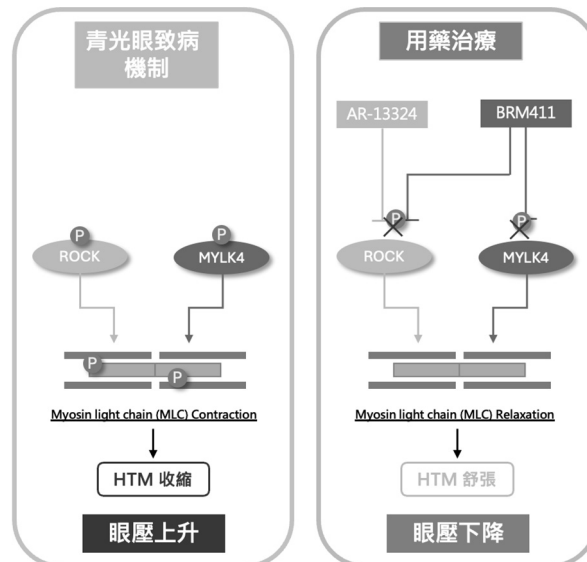 青光眼致病
機制
P
P
ROCK
MYLK4
P
P
Myosin light chain (MLC) Contraction
HTM 收縮
眼壓上升
用藥治療
AR-13324
BRM411
P
P
ROCK
MYLK4
Myosin light chain (MLC) Relaxation
HTM 舒張
眼壓下降